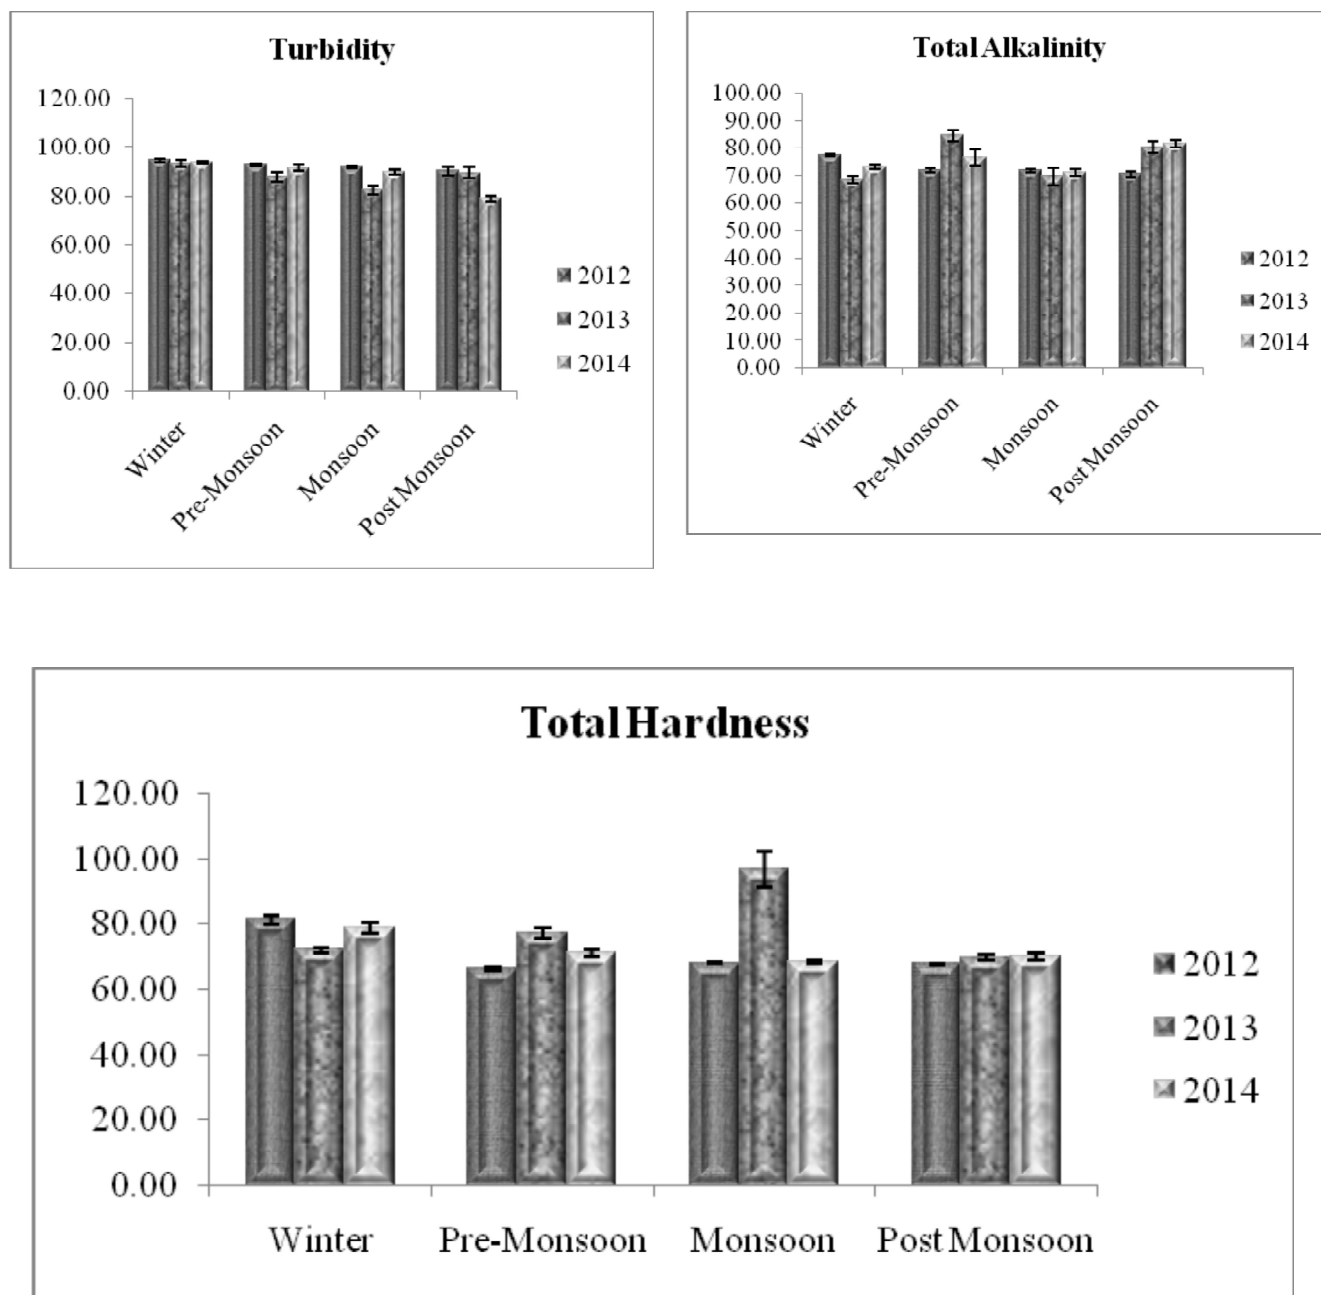 Turbidity
120.00
100.00
80.00
60.00
40.00
20.00
0.00
Winter
Pre-Monsoon
Monsoon
Post Monsoon
2012
2013
2014
Total Alkalinity
100.00
90.00
80.00
70.00
60.00
50.00
40.00
30.00
20.00
10.00
0.00
Winter
Pre-Monsoon
Monsoon
Post Monsoon
2012
2013
2014
Total Hardness
120.00
100.00
80.00
60.00
40.00
20.00
0.00
Winter Pre-Monsoon Monsoon Post Monsoon
2012
2013
2014